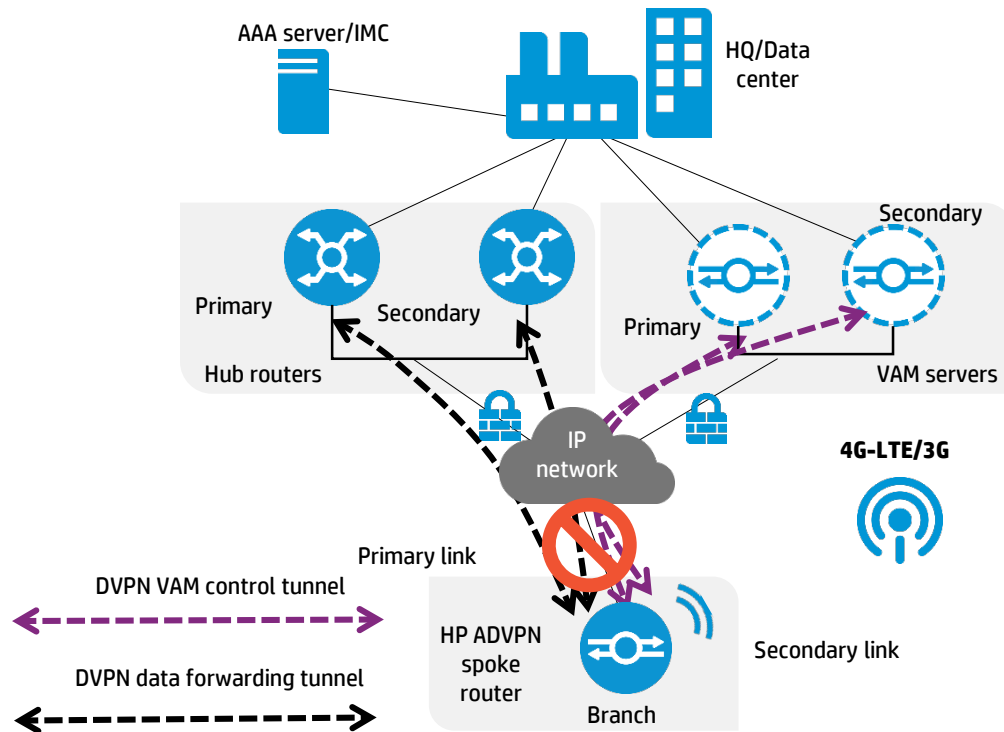 AAA server/IMC
HQ/Data
center
Secondary
Primary
Secondary
Primary
Hub routers
VAM servers
IP
network
4G-LTE/3G
Primary link
DVPN VAM control tunnel
HP ADVPN
spoke
router
Secondary link
DVPN data forwarding tunnel
Branch